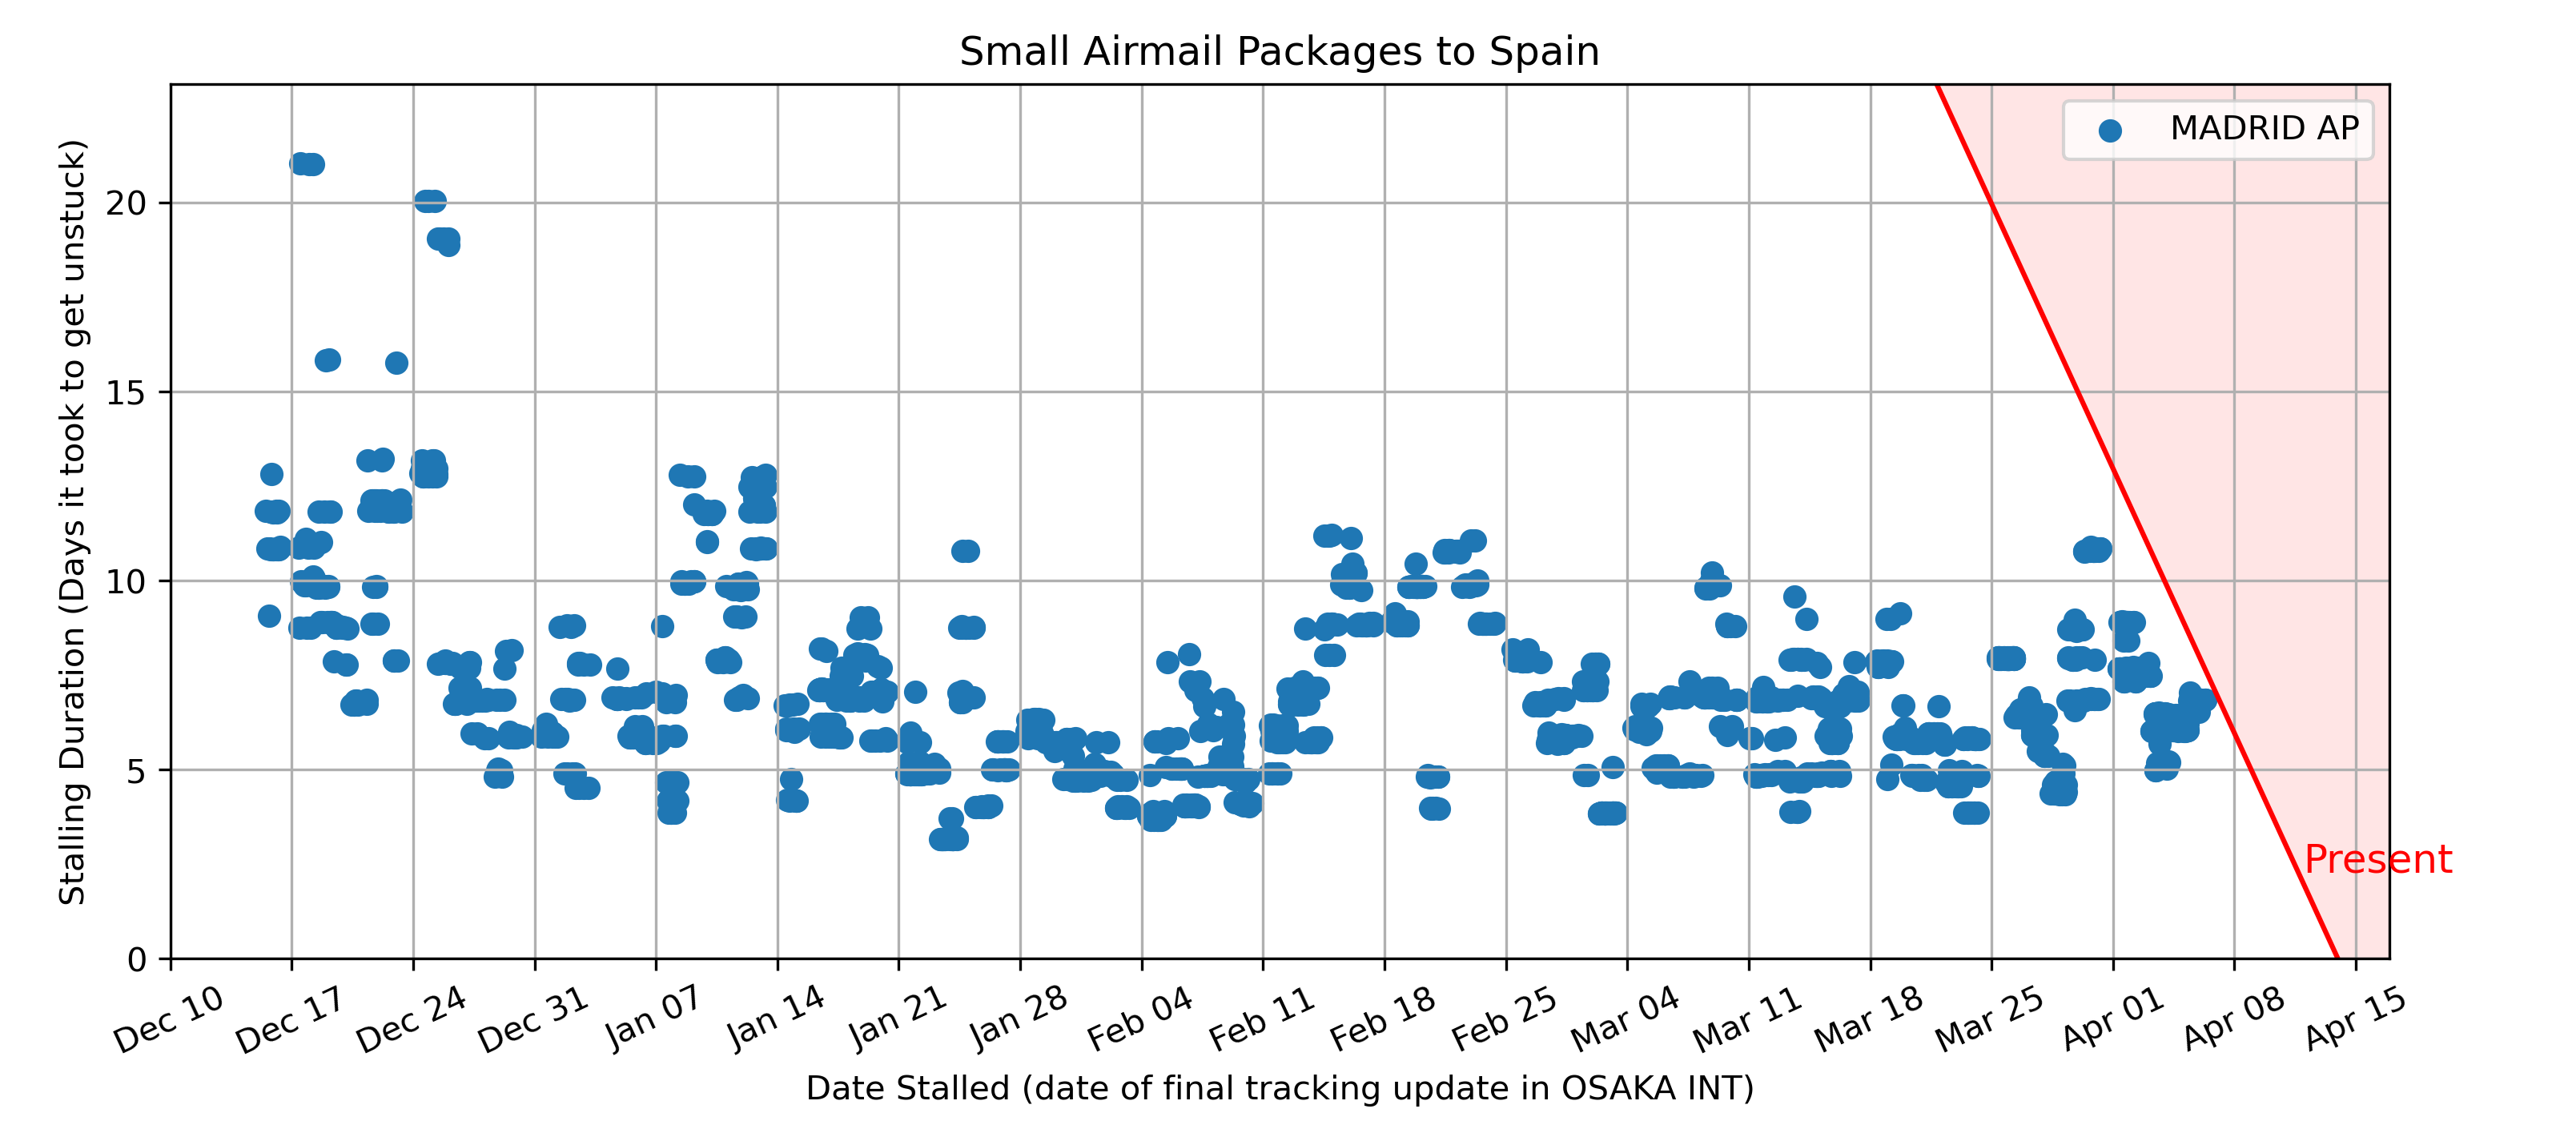 Small Airmail Packages to Spain
MADRID AP
Stalling Duration (Days it took to get unstuck)
20
15
10
5
0
Present
Dec 10
Dec 17
Dec 24
Dec 31
Jan 07
Jan 14
Jan 21
Jan 28
Feb 04
Feb 11
Feb 18
Feb 25
Mar 04
Mar 11
Mar 18
Mar 25
Apr 01
Apr 08
Apr 15
Date Stalled (date of final tracking update in OSAKA INT)